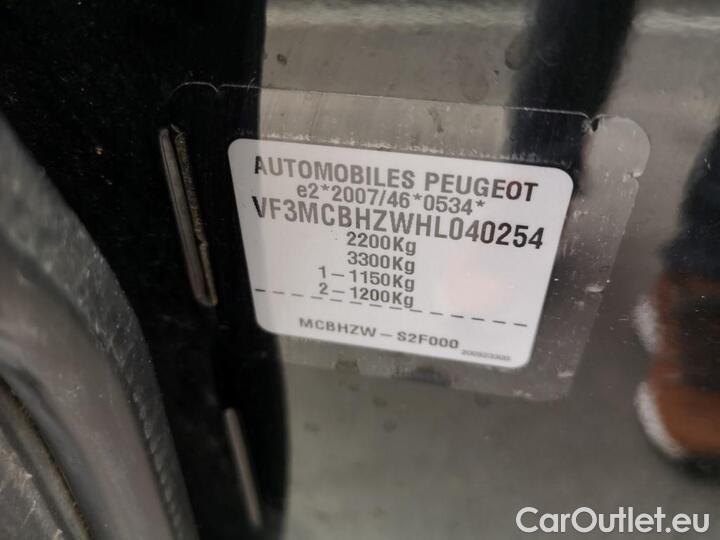 AUTOMOBILES PEUGEOT
e2*2007/46*0534*
VF3MCBHZWHL040254
2200Kg
3300Kg
1-1150Kg
2-1200Kg
MCBHZW-S2F000
CarOutlet.eu